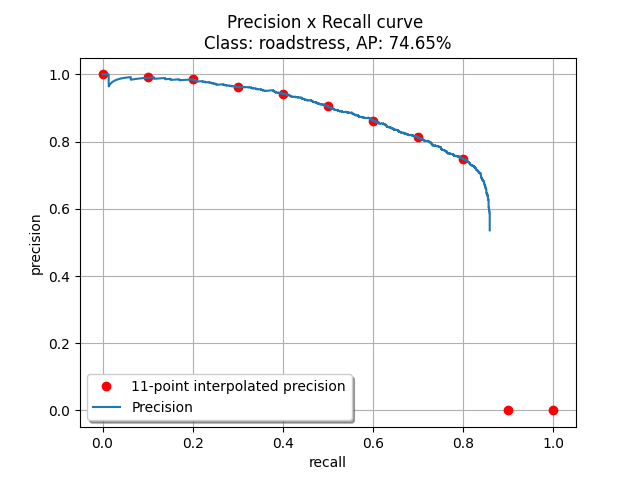 Precision x Recall curve
Class: roadstress, AP: 74.65%
1.0
0.8
0.6
0.4
0.2
0.0
precision
11-point interpolated precision
Precision
0.0 0.2 0.4 0.6 0.8 1.0
recall